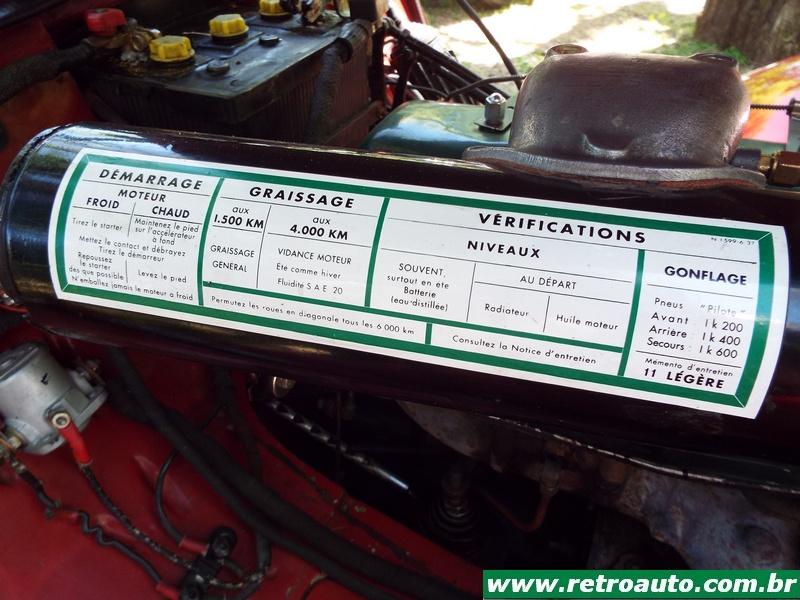 DÉMARRAGE
MOTEUR
FROID
CHAUD
Tirez le starter
Maintenez le pied
sur l'accélérateur
à fond
Mettez le contact et débrayez
Tirez le démarreur
Repoussez
le starter
dès que possible
Levez le pied
N'emballez jamais le moteur à froid
GRAISSAGE
aux
1.500 KM
GRAISSAGE
GÉNÉRAL
aux
4.000 KM
VIDANGE MOTEUR
Eté comme hiver
Fluidité S A E 20
VÉRIFICATIONS
N 1599-6-37
NIVEAUX
SOUVENT,
surtout en été
Batterie
(eau distillée)
AU DÉPART
Radiateur
Huile moteur
GONFLAGE
Pneus "Pilote"
Avant 1 k 200
Arrière 1 k 400
Secours : 1 k 600
Permutez les roues en diagonale tous les 6 000 km
Consultez la Notice d'entretien
Mémento d'entretien
11 LÉGÈRE
www.retroauto.com.br